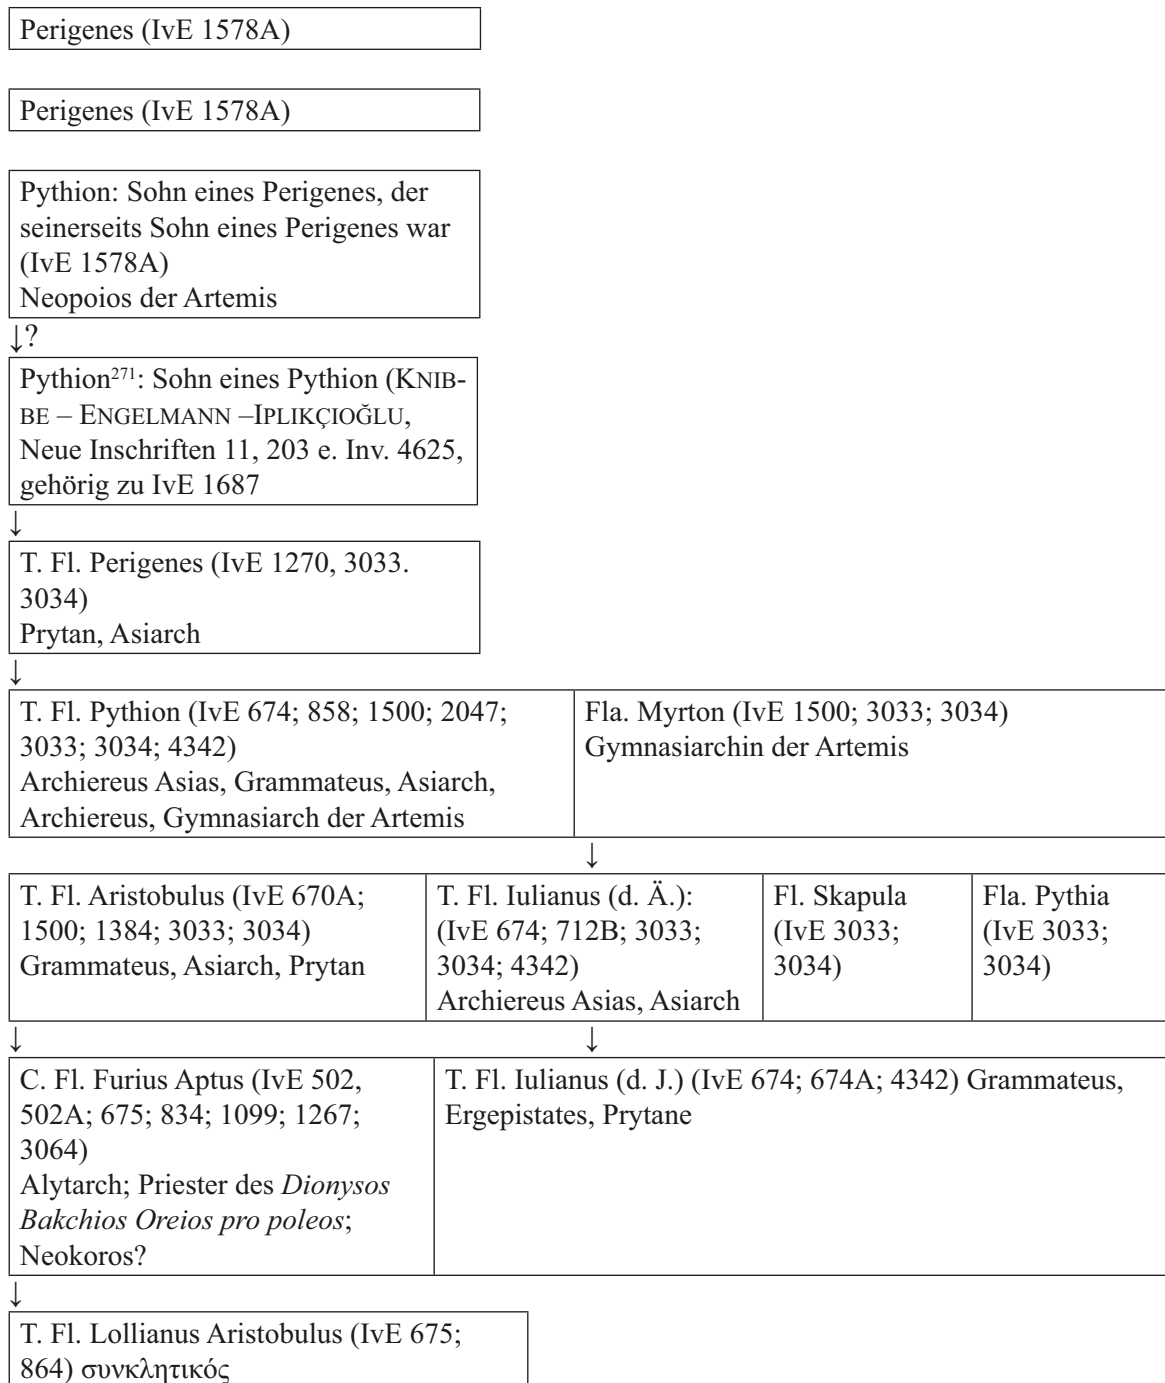 Perigenes (IvE 1578A)
Perigenes (IvE 1578A)
Pythion: Sohn eines Perigenes, der
seinerseits Sohn eines Perigenes war
(IvE 1578A)
Neopoios der Artemis
↓?
Pythion²⁷¹: Sohn eines Pythion (KNIB-
BE – ENGELMANN –IPLIKÇIOĞLU,
Neue Inschriften 11, 203 e. Inv. 4625,
gehörig zu IvE 1687
↓
T. Fl. Perigenes (IvE 1270, 3033.
3034)
Prytan, Asiarch
↓
T. Fl. Pythion (IvE 674; 858; 1500; 2047;
3033; 3034; 4342)
Archiereus Asias, Grammateus, Asiarch,
Archiereus, Gymnasiarch der Artemis
Fla. Myrton (IvE 1500; 3033; 3034)
Gymnasiarchin der Artemis
↓
T. Fl. Aristobulus (IvE 670A;
1500; 1384; 3033; 3034)
Grammateus, Asiarch, Prytan
T. Fl. Iulianus (d. Ä.):
(IvE 674; 712B; 3033;
3034; 4342)
Archiereus Asias, Asiarch
Fl. Skapula
(IvE 3033;
3034)
Fla. Pythia
(IvE 3033;
3034)
↓ ↓
C. Fl. Furius Aptus (IvE 502,
502A; 675; 834; 1099; 1267;
3064)
Alytarch; Priester des Dionysos
Bakchios Oreios pro poleos;
Neokoros?
T. Fl. Iulianus (d. J.) (IvE 674; 674A; 4342) Grammateus,
Ergepistates, Prytane
↓
T. Fl. Lollianus Aristobulus (IvE 675;
864) συνκλητικός